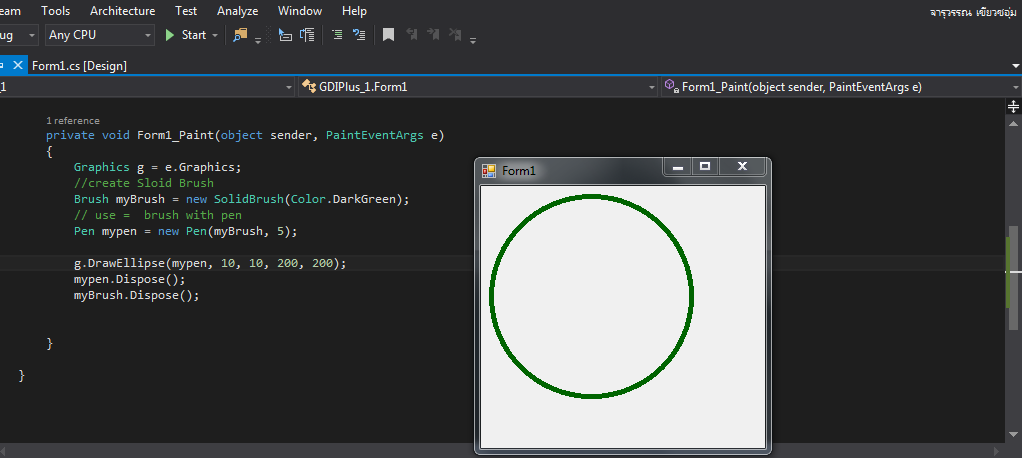 eam Tools Architecture Test Analyze Window Help
จารุวรรณ เขียวชอุ่ม
ug Any CPU Start
Form1.cs [Design]
_1 GDIPlus_1.Form1 Form1_Paint(object sender, PaintEventArgs e)
1 reference
private void Form1_Paint(object sender, PaintEventArgs e)
{
Graphics g = e.Graphics;
//create Sloid Brush
Brush myBrush = new SolidBrush(Color.DarkGreen);
// use = brush with pen
Pen mypen = new Pen(myBrush, 5);
g.DrawEllipse(mypen, 10, 10, 200, 200);
mypen.Dispose();
myBrush.Dispose();
}
}
Form1